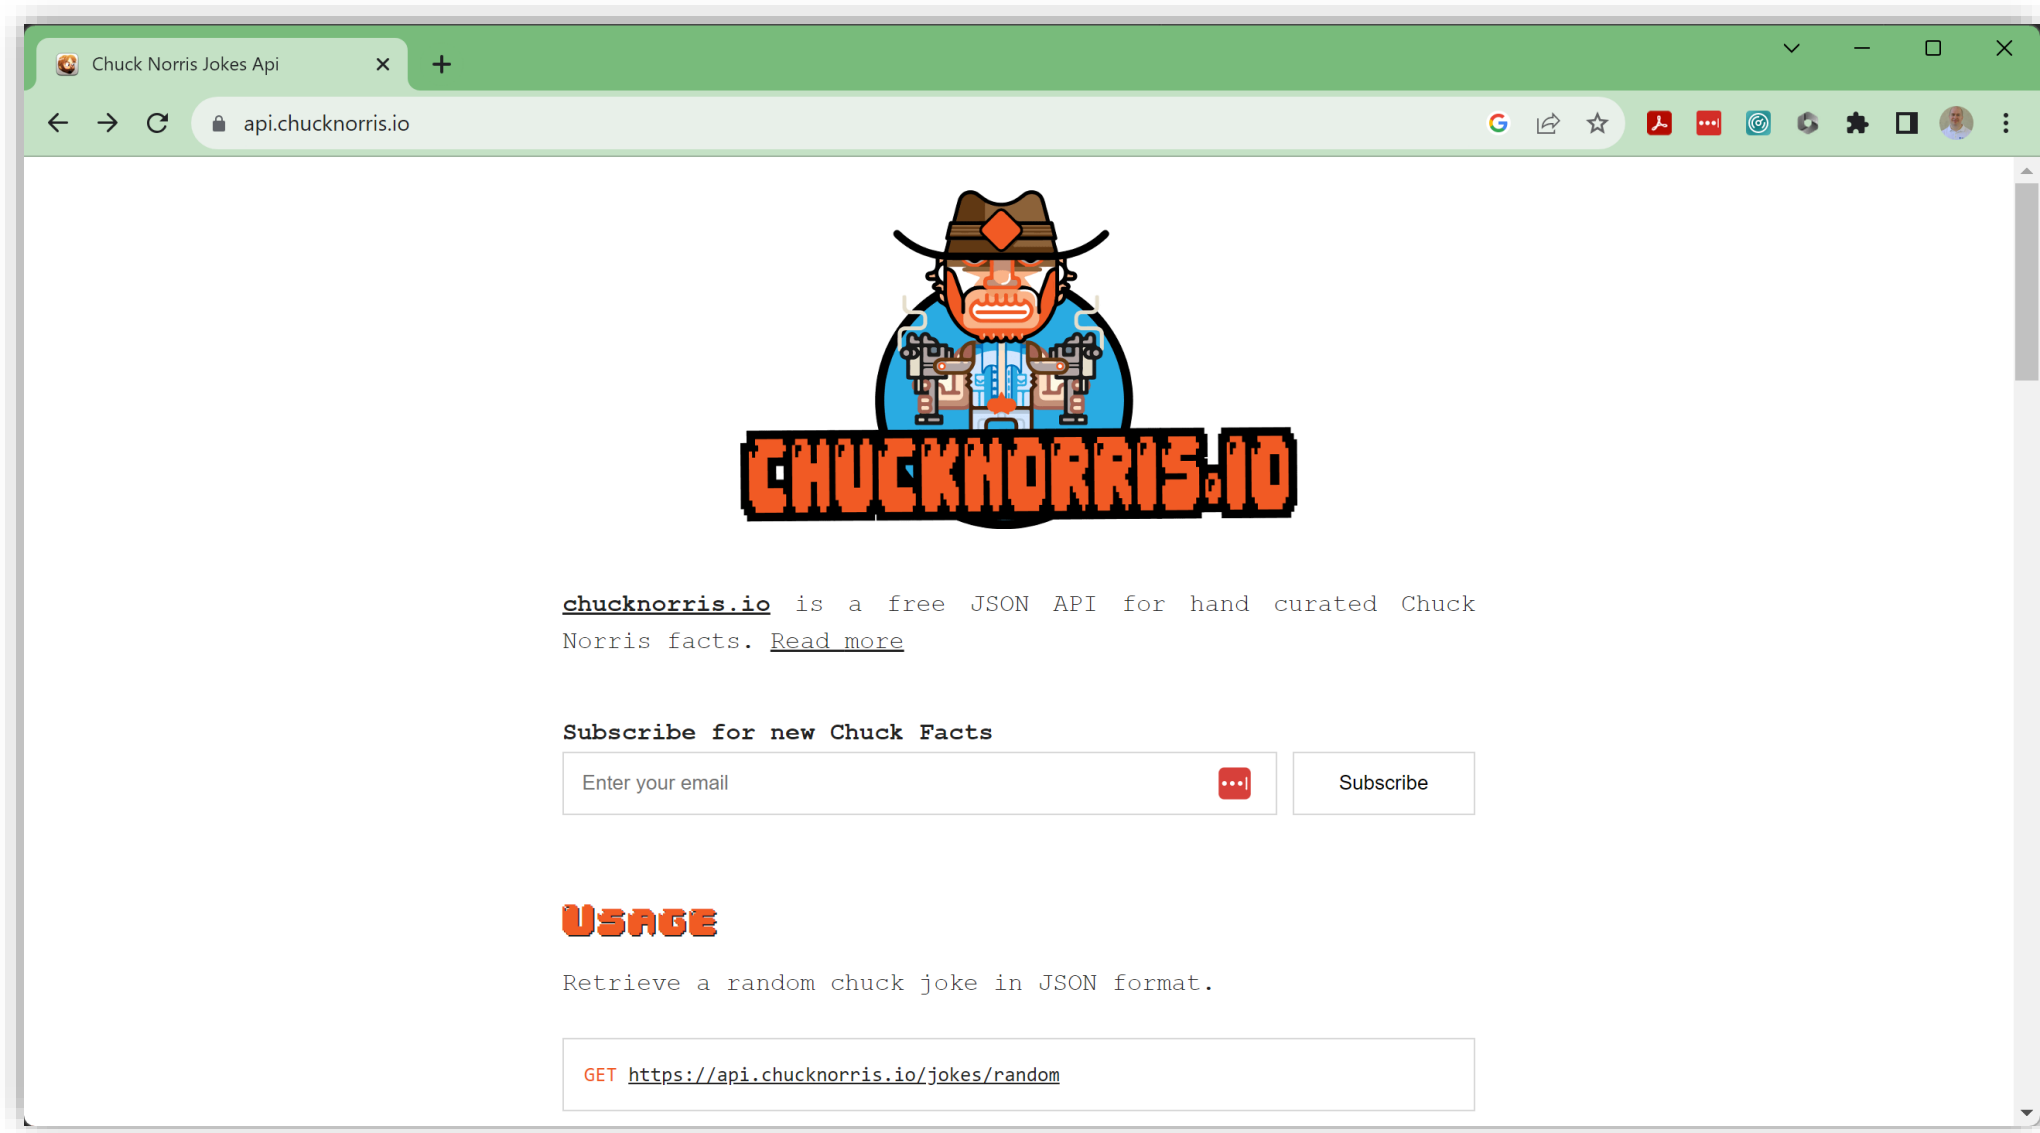 Chuck Norris Jokes Api
api.chucknorris.io
CHUCKNORRIS.IO
chucknorris.io is a free JSON API for hand curated Chuck
Norris facts. Read more
Subscribe for new Chuck Facts
Enter your email
Subscribe
Usage
Retrieve a random chuck joke in JSON format.
GET https://api.chucknorris.io/jokes/random